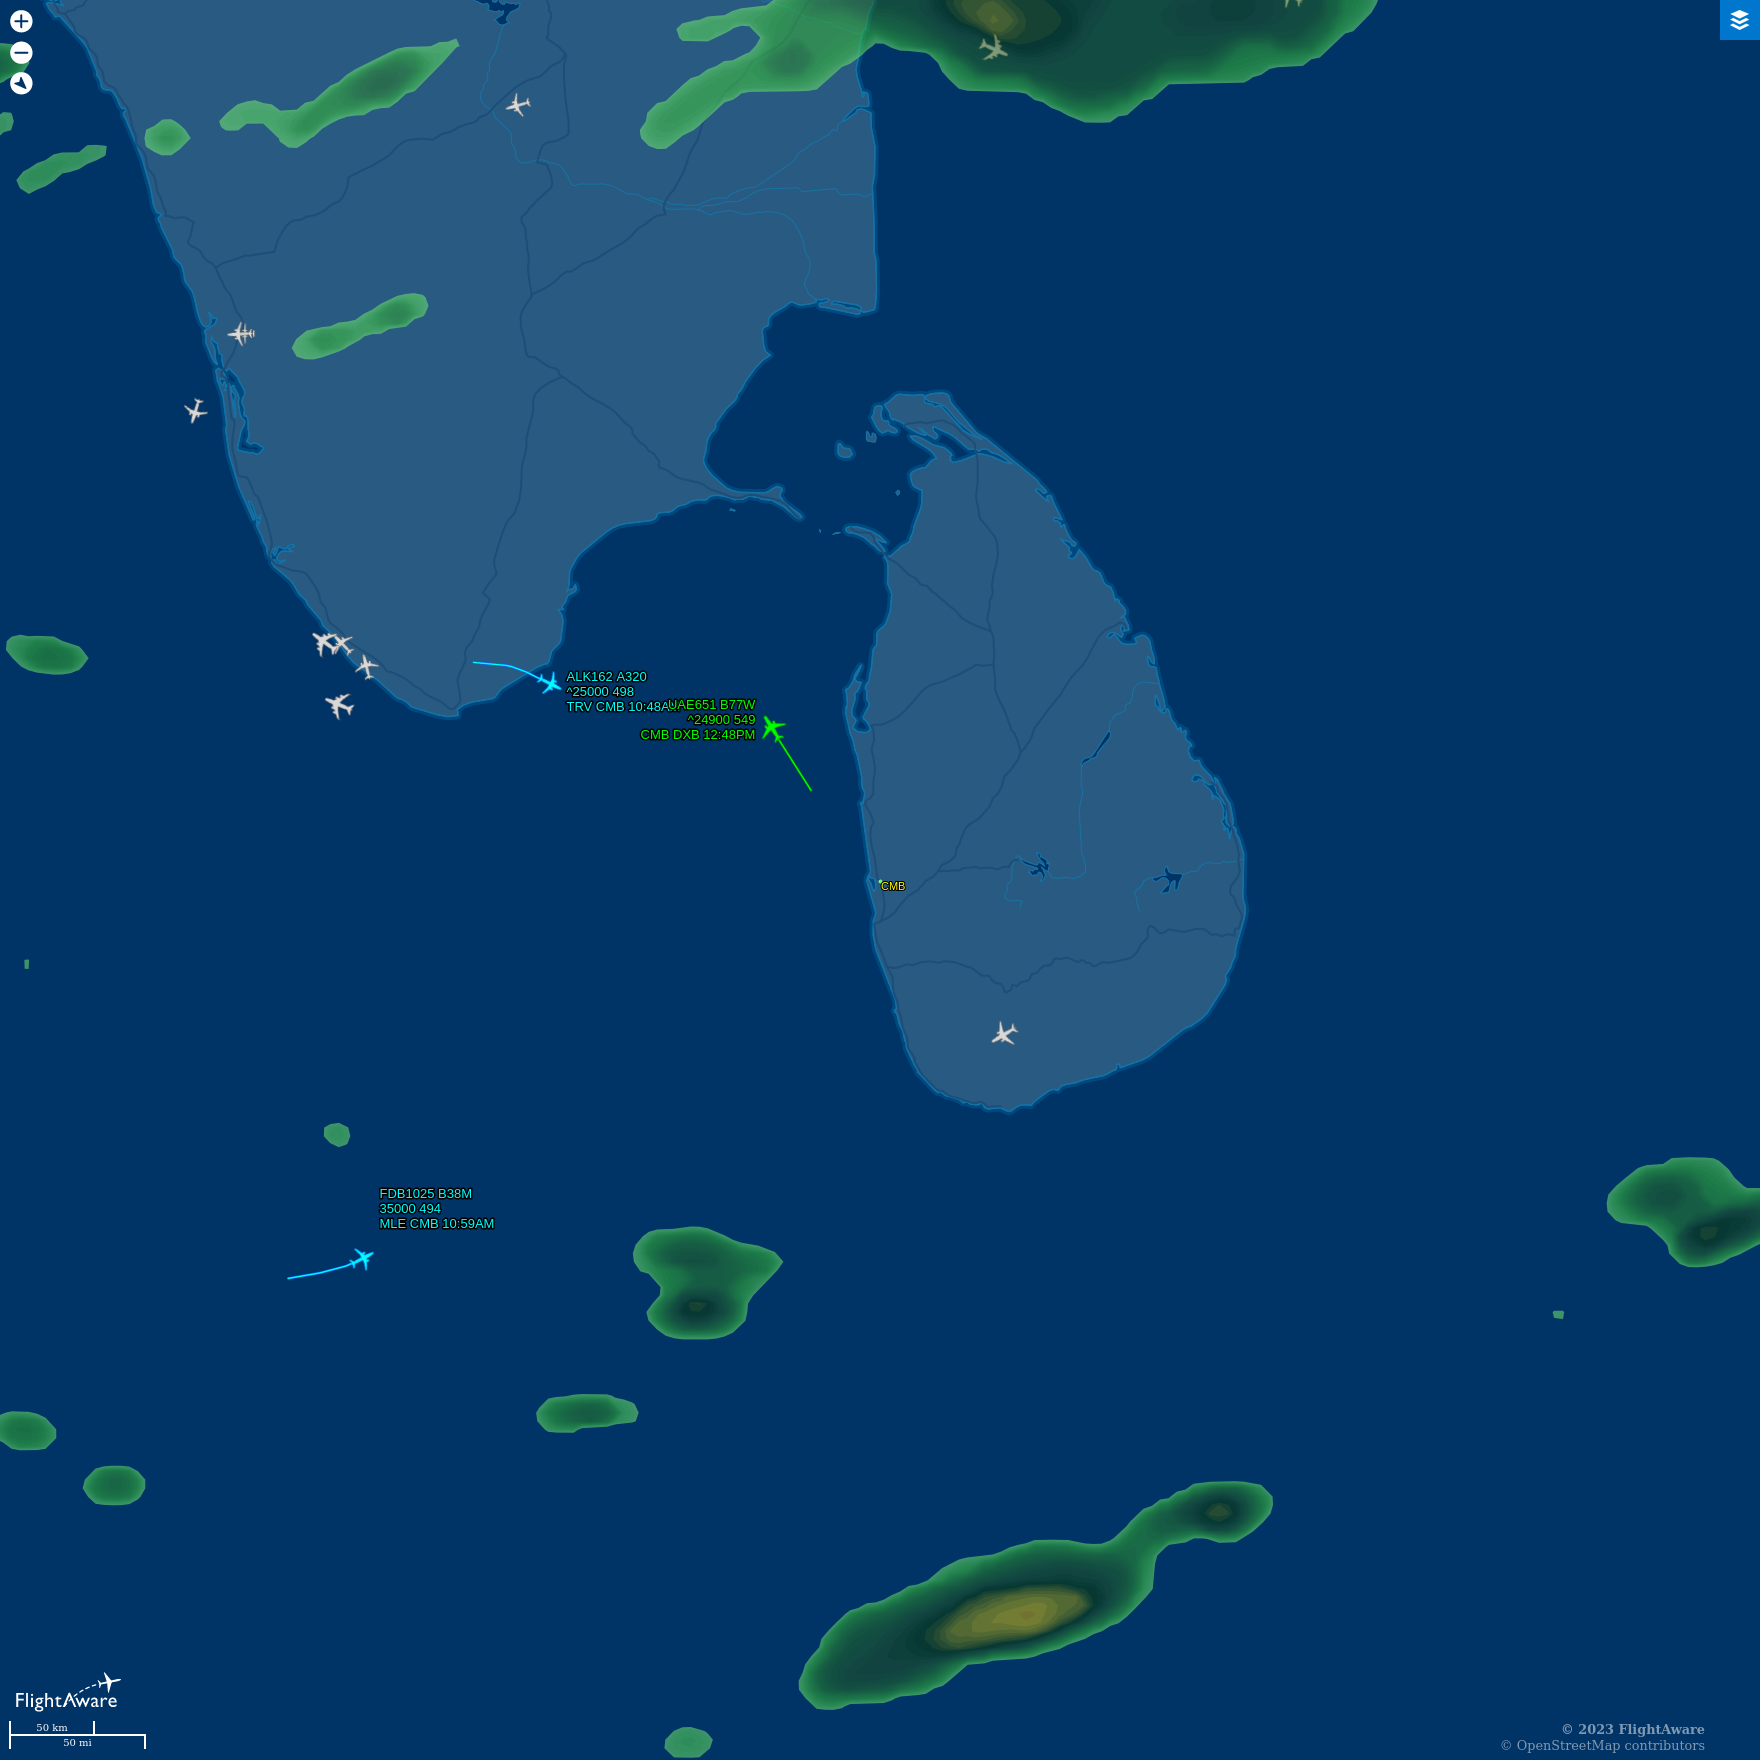 ALK162 A320
^25000 498
TRV CMB 10:48A
UAE651 B77W
^24900 549
CMB DXB 12:48PM
CMB
FDB1025 B38M
35000 494
MLE CMB 10:59AM
FlightAware
50 km
50 mi
© 2023 FlightAware
© OpenStreetMap contributors